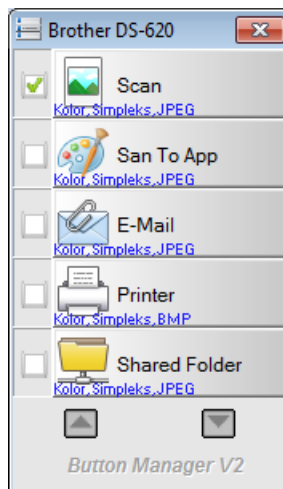 Brother DS-620
Scan
Kolor,Simpleks,JPEG
San To App
Kolor,Simpleks,JPEG
E-Mail
Kolor,Simpleks,JPEG
Printer
Kolor,Simpleks,BMP
Shared Folder
Kolor,Simpleks,JPEG
Button Manager V2